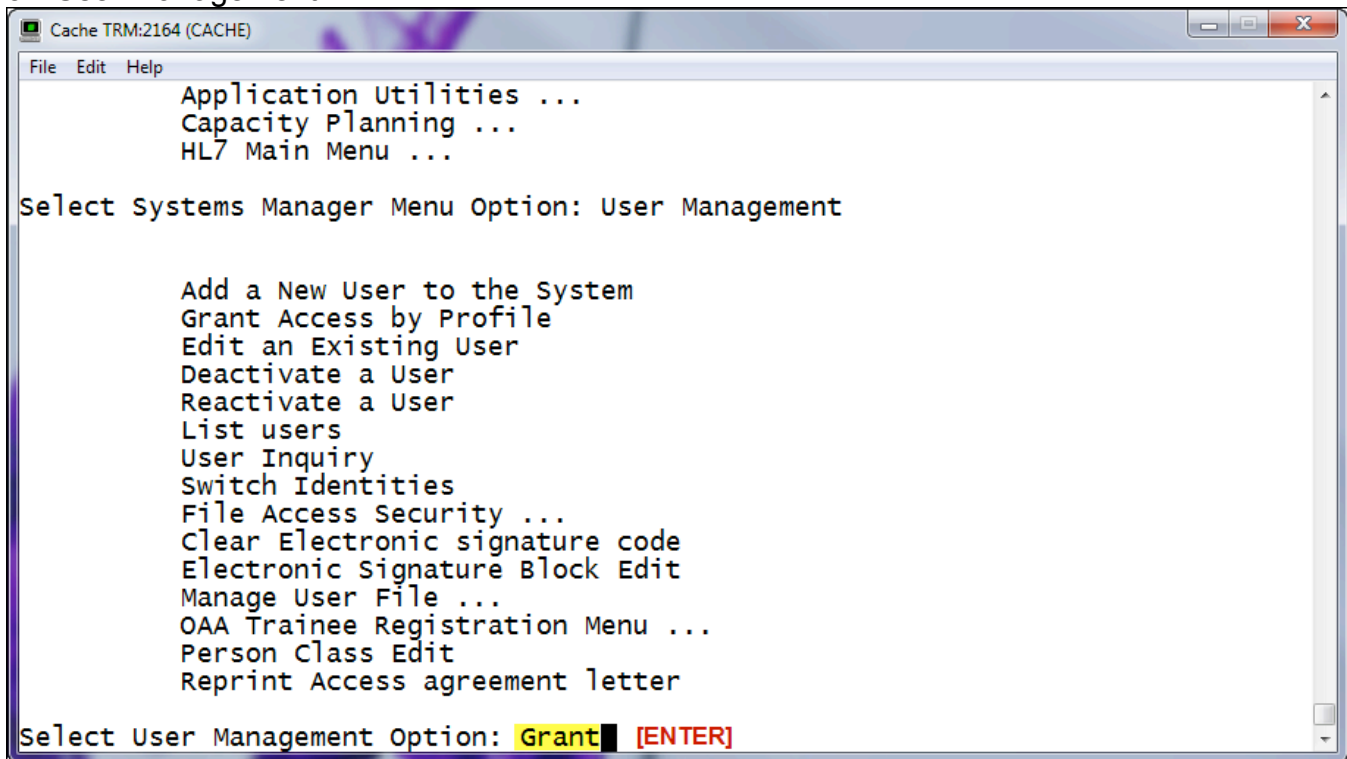 Cache TRM:2164 (CACHE)
File Edit Help
Application Utilities ...
Capacity Planning ...
HL7 Main Menu ...
Select Systems Manager Menu Option: User Management
Add a New User to the System
Grant Access by Profile
Edit an Existing User
Deactivate a User
Reactivate a User
List users
User Inquiry
Switch Identities
File Access Security ...
Clear Electronic signature code
Electronic Signature Block Edit
Manage User File ...
OAA Trainee Registration Menu ...
Person Class Edit
Reprint Access agreement letter
Select User Management Option: Grant [ENTER]